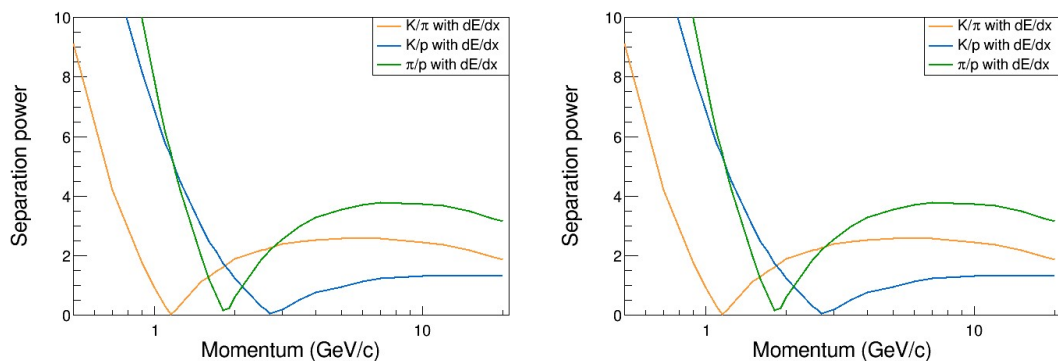 Separation power
10
8
6
4
2
0
K/π with dE/dx
K/p with dE/dx
π/p with dE/dx
1
10
Momentum (GeV/c)
Separation power
10
8
6
4
2
0
K/π with dE/dx
K/p with dE/dx
π/p with dE/dx
1
10
Momentum (GeV/c)